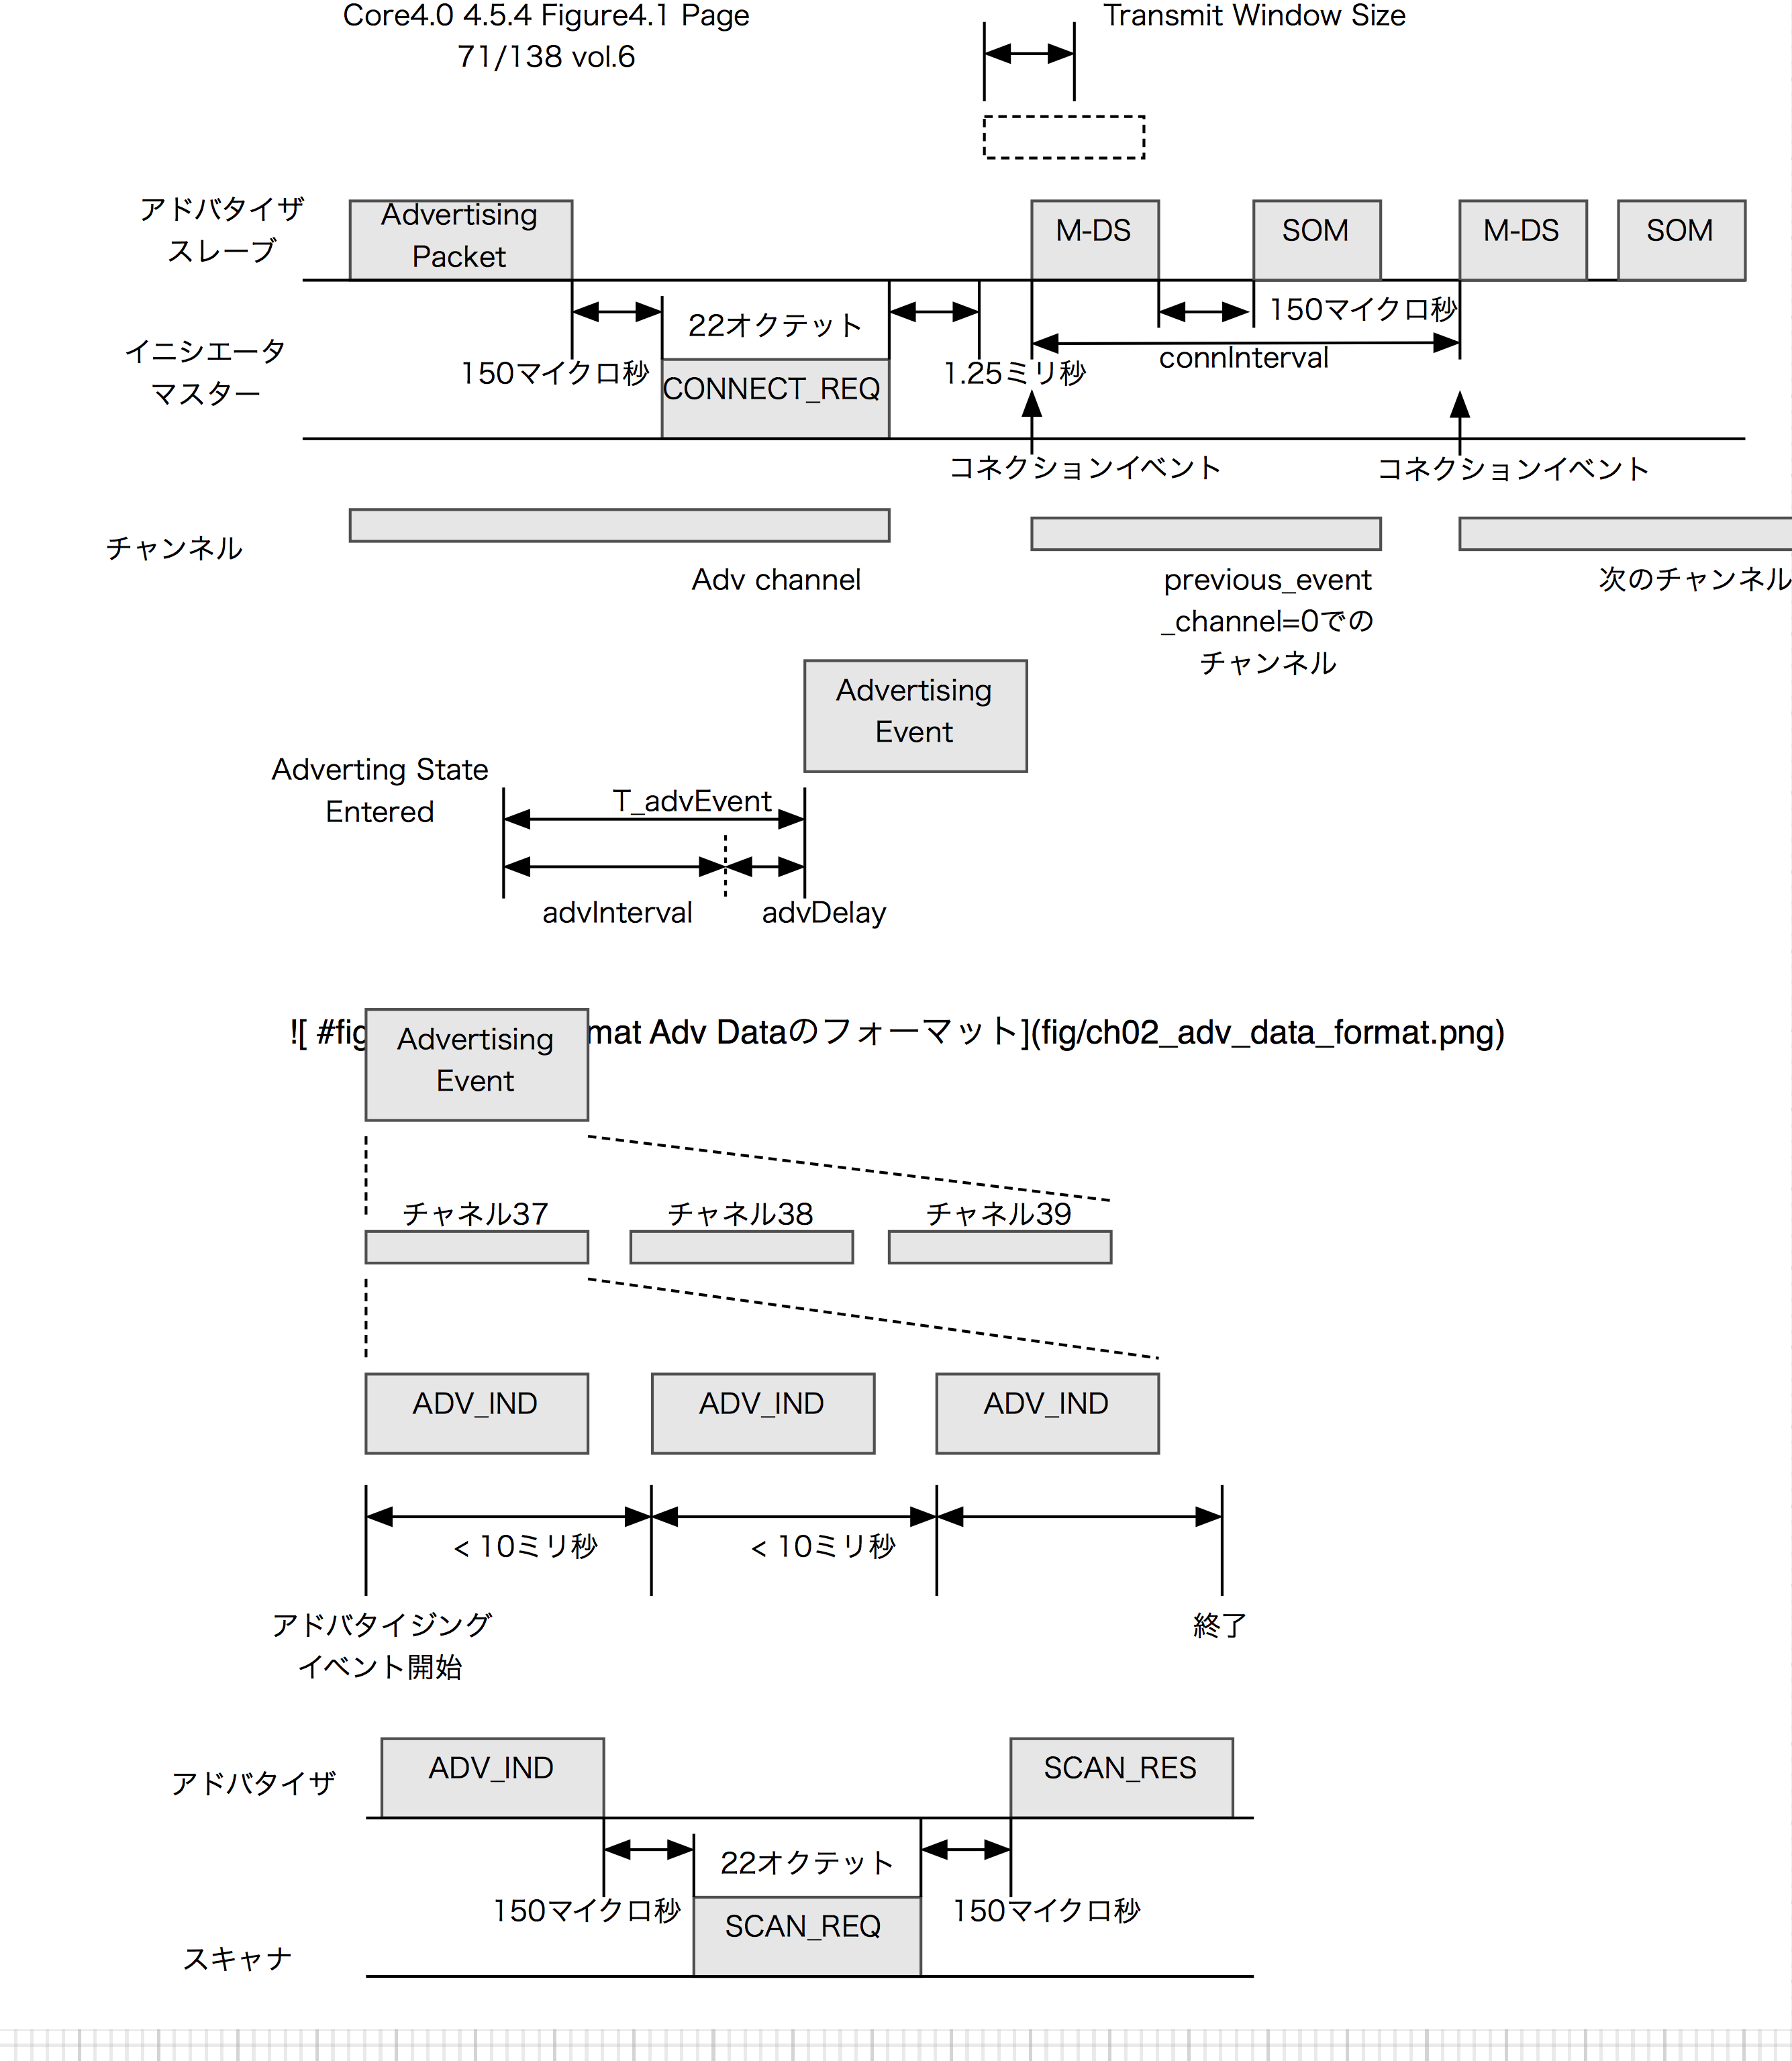 Core4.0 4.5.4 Figure4.1 Page
71/138 vol.6
Transmit Window Size
アドバタイザ
スレーブ
Advertising
Packet
M-DS
SOM
M-DS
SOM
22オクテット
150マイクロ秒
イニシエータ
マスター
150マイクロ秒
CONNECT_REQ
1.25ミリ秒
connInterval
コネクションイベント
コネクションイベント
チャンネル
Adv channel
previous_event
_channel=0での
チャンネル
次のチャンネル
Advertising
Event
Adverting State
Entered
T_advEvent
advInterval
advDelay
![ #fig
mat Adv Dataのフォーマット](fig/ch02_adv_data_format.png)
Advertising
Event
チャネル37
チャネル38
チャネル39
ADV_IND
ADV_IND
ADV_IND
< 10ミリ秒
< 10ミリ秒
アドバタイジング
イベント開始
終了
アドバタイザ
ADV_IND
SCAN_RES
22オクテット
150マイクロ秒
SCAN_REQ
150マイクロ秒
スキャナ